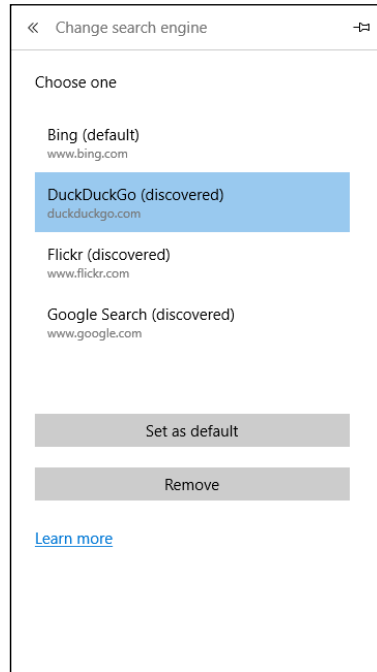 Change search engine
Choose one
Bing (default)
www.bing.com
DuckDuckGo (discovered)
duckduckgo.com
Flickr (discovered)
www.flickr.com
Google Search (discovered)
www.google.com
Set as default
Remove
Learn more